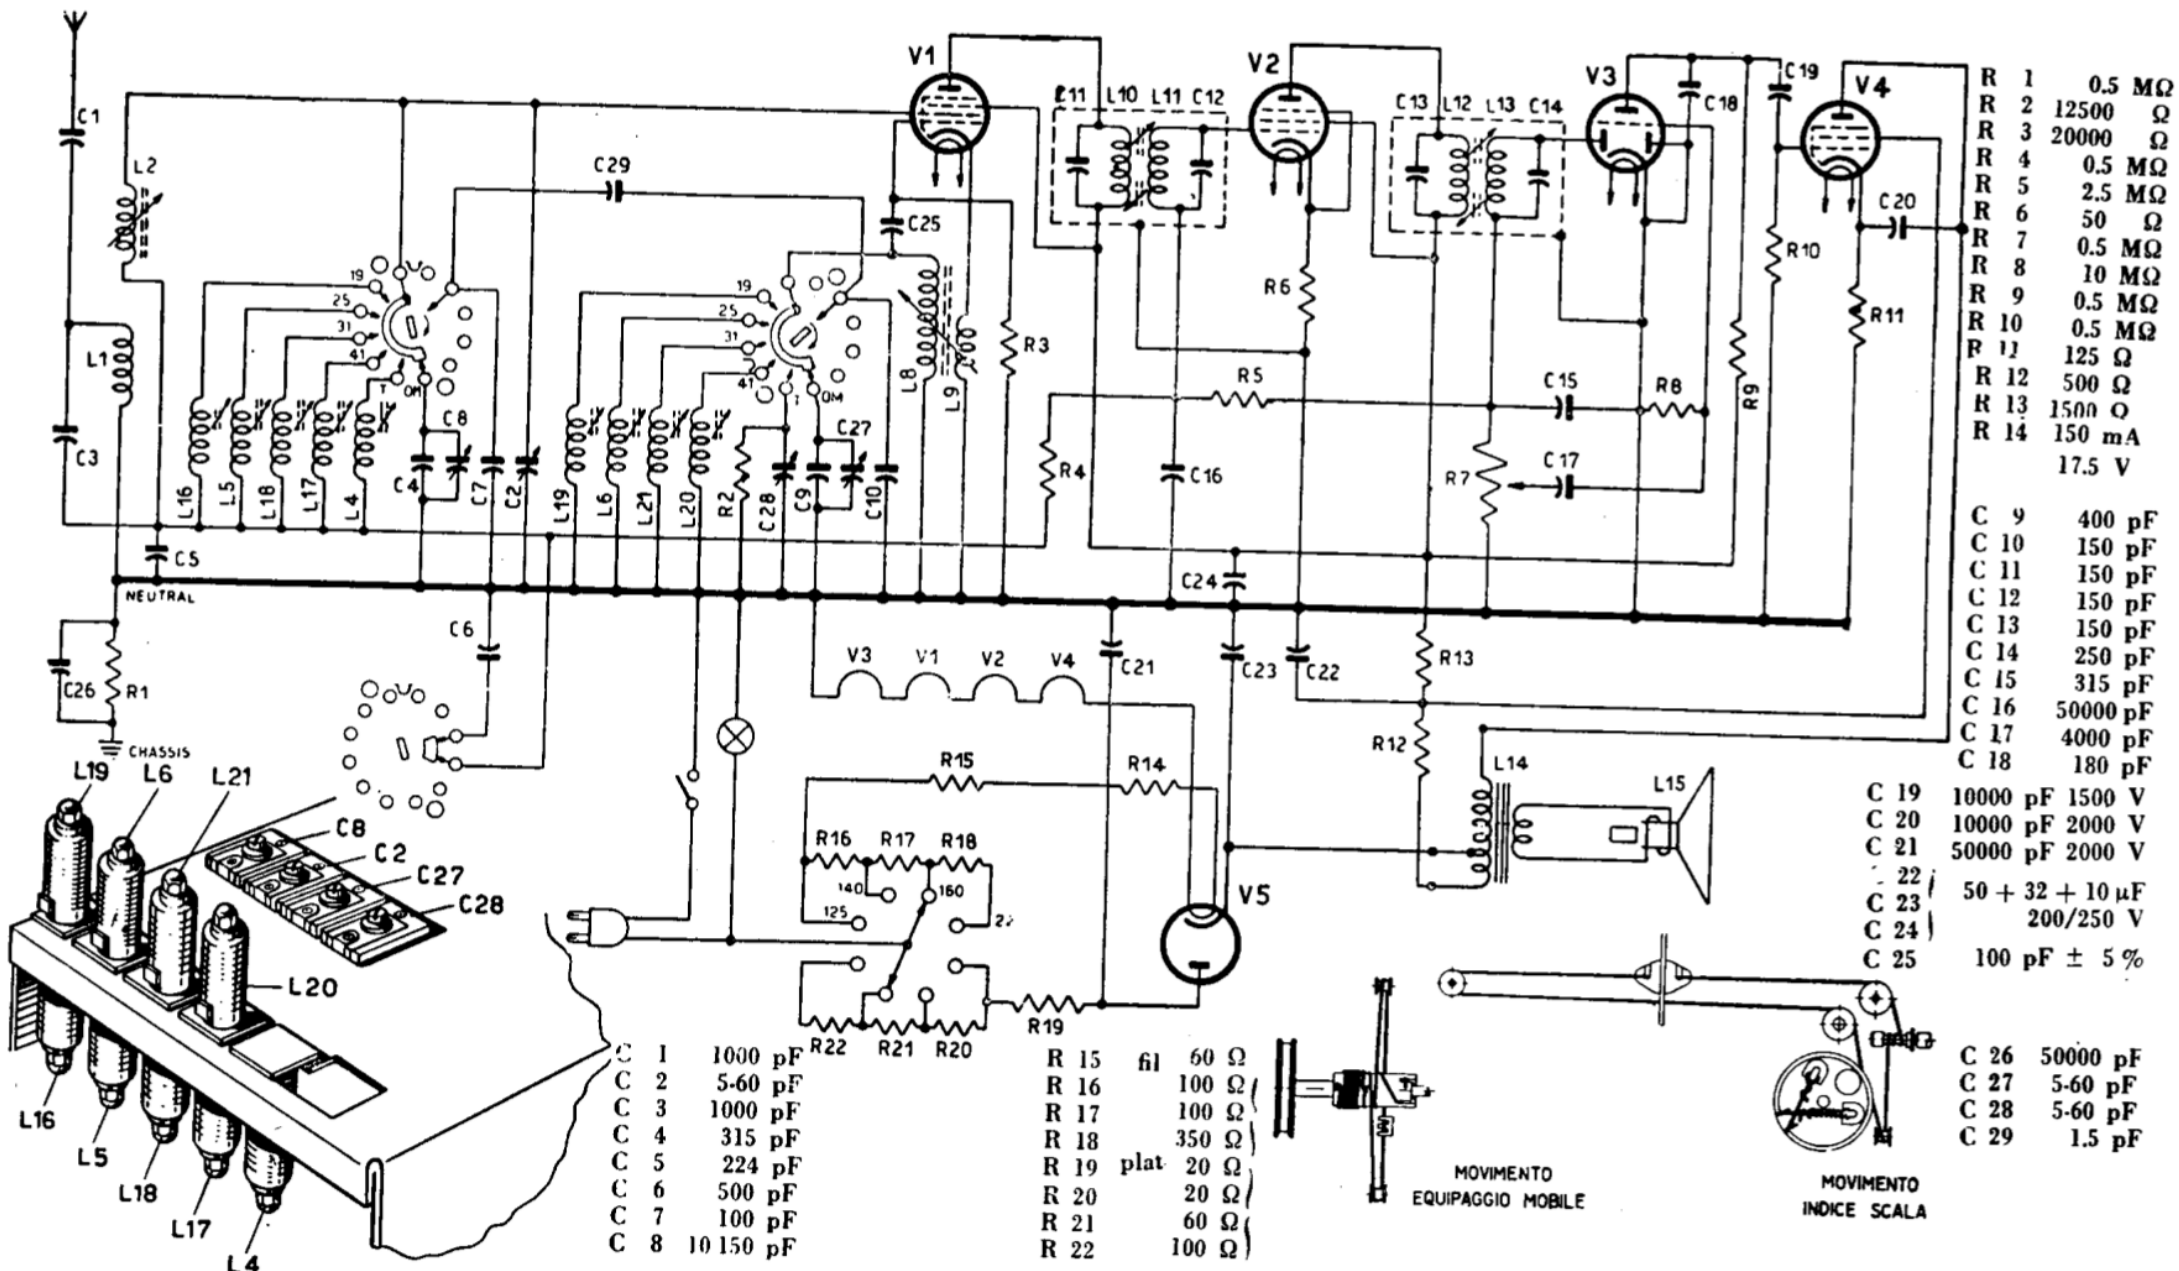 V1
V2
V3
V4
C1
L2
C29
C25
C11 L10 L11 C12
C13 L12 L13 C14
C18
C19
C20
19
25
31
41
T
OM
19
25
31
41
T
OM
L1
C3
L16
L5
L18
L17
L4
C4
C8
C7
C2
L19
L6
L21
L20
R2
C28
C9
C27
C10
L8
L9
R3
R4
R5
R6
C16
R7
C15
C17
R8
R9
R10
R11
C5
NEUTRAL
C26
R1
CHASSIS
C6
V3 V1 V2 V4
C21
C24
C23
C22
R13
R12
L14
L15
R15
R14
R16 R17 R18
140
160
125
22
V5
R22 R21 R20
R19
L19
L6
L21
C8
C2
C27
C28
L20
L16
L5
L18
L17
L4
R 1 0.5 MΩ
R 2 12500 Ω
R 3 20000 Ω
R 4 0.5 MΩ
R 5 2.5 MΩ
R 6 50 Ω
R 7 0.5 MΩ
R 8 10 MΩ
R 9 0.5 MΩ
R 10 0.5 MΩ
R 11 125 Ω
R 12 500 Ω
R 13 1500 Ω
R 14 150 mA
17.5 V
C 9 400 pF
C 10 150 pF
C 11 150 pF
C 12 150 pF
C 13 150 pF
C 14 250 pF
C 15 315 pF
C 16 50000 pF
C 17 4000 pF
C 18 180 pF
C 19 10000 pF 1500 V
C 20 10000 pF 2000 V
C 21 50000 pF 2000 V
22
C 23 50 + 32 + 10 μF
C 24 200/250 V
C 25 100 pF ± 5 %
C 1 1000 pF
C 2 5-60 pF
C 3 1000 pF
C 4 315 pF
C 5 224 pF
C 6 500 pF
C 7 100 pF
C 8 10 150 pF
R 15 fil 60 Ω
R 16 100 Ω
R 17 100 Ω
R 18 350 Ω
R 19 plat 20 Ω
R 20 20 Ω
R 21 60 Ω
R 22 100 Ω
C 26 50000 pF
C 27 5-60 pF
C 28 5-60 pF
C 29 1.5 pF
MOVIMENTO
EQUIPAGGIO MOBILE
MOVIMENTO
INDICE SCALA